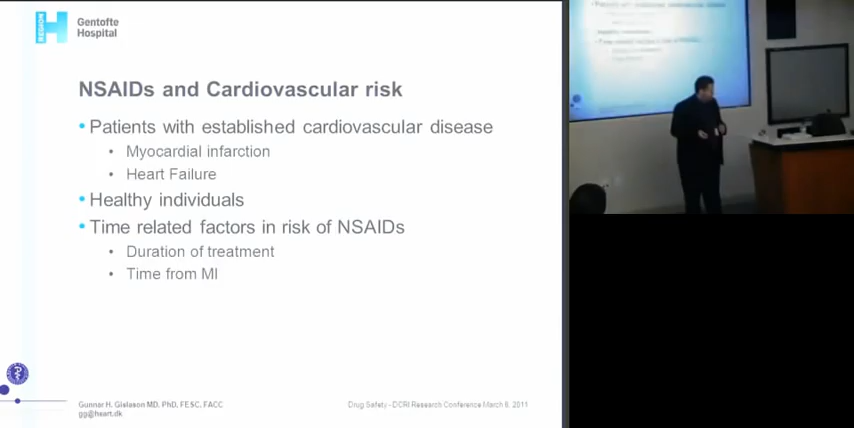 REGION
H
Gentofte
Hospital
NSAIDs and Cardiovascular risk
• Patients with established cardiovascular disease
• Myocardial infarction
• Heart Failure
• Healthy individuals
• Time related factors in risk of NSAIDs
• Duration of treatment
• Time from MI
Gunnar H. Gislason MD, PhD, FESC, FACC
gg@heart.dk
Drug Safety - DCRI Research Conference March 8, 2011